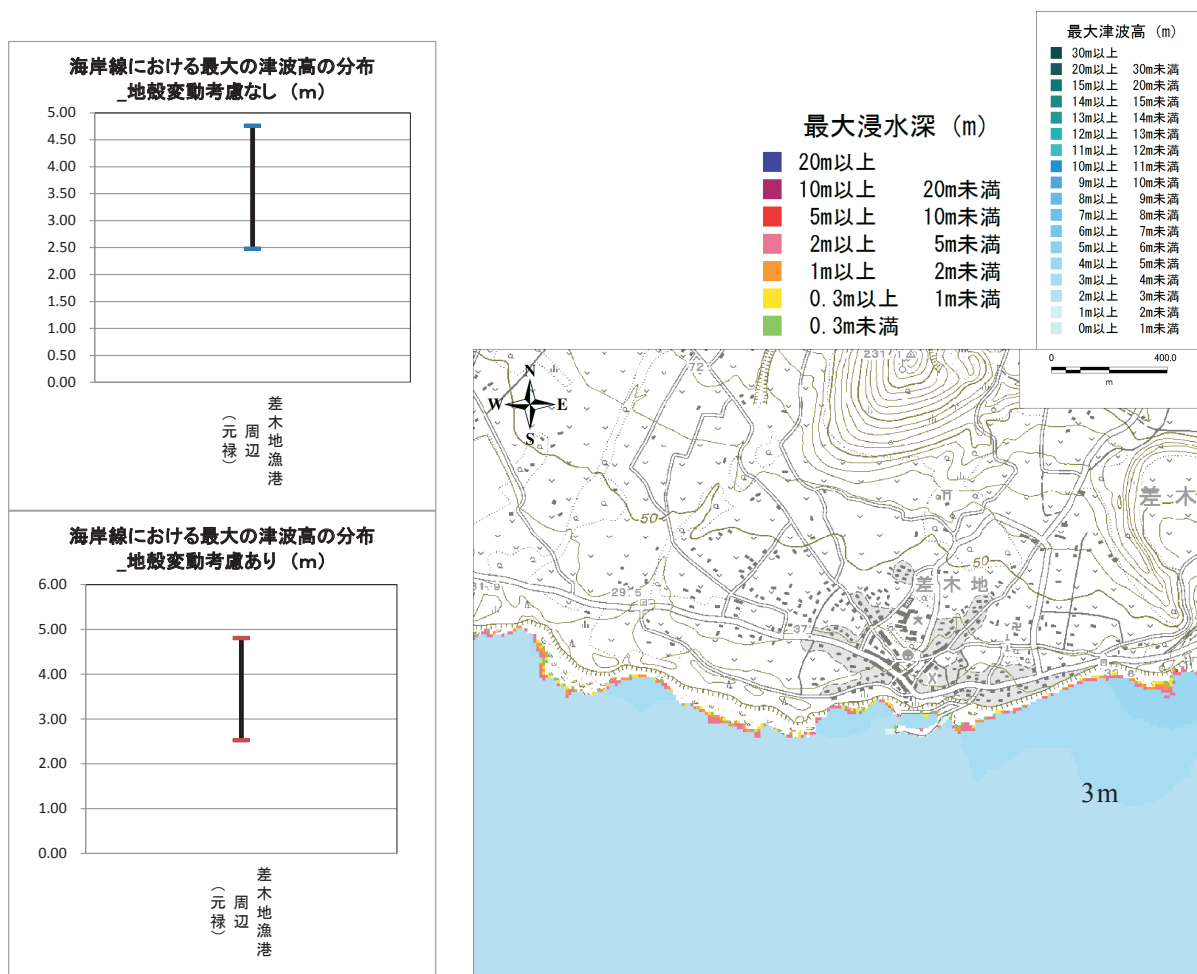 海岸線における最大の津波高の分布
_地殻変動考慮なし (m)
5.00
4.50
4.00
3.50
3.00
2.50
2.00
1.50
1.00
0.50
0.00
差木地漁港
周辺
(元禄)
海岸線における最大の津波高の分布
_地殻変動考慮あり (m)
6.00
5.00
4.00
3.00
2.00
1.00
0.00
差木地漁港
周辺
(元禄)
最大浸水深 (m)
20m以上
10m以上 20m未満
5m以上 10m未満
2m以上 5m未満
1m以上 2m未満
0.3m以上 1m未満
0.3m未満
最大津波高 (m)
30m以上
20m以上 30m未満
15m以上 20m未満
14m以上 15m未満
13m以上 14m未満
12m以上 13m未満
11m以上 12m未満
10m以上 11m未満
9m以上 10m未満
8m以上 9m未満
7m以上 8m未満
6m以上 7m未満
5m以上 6m未満
4m以上 5m未満
3m以上 4m未満
2m以上 3m未満
1m以上 2m未満
0m以上 1m未満
0 400.0
m
N
W E
S
72
231.1
差木
50
50
差木地
29.5
31.9
37
33.6
3m